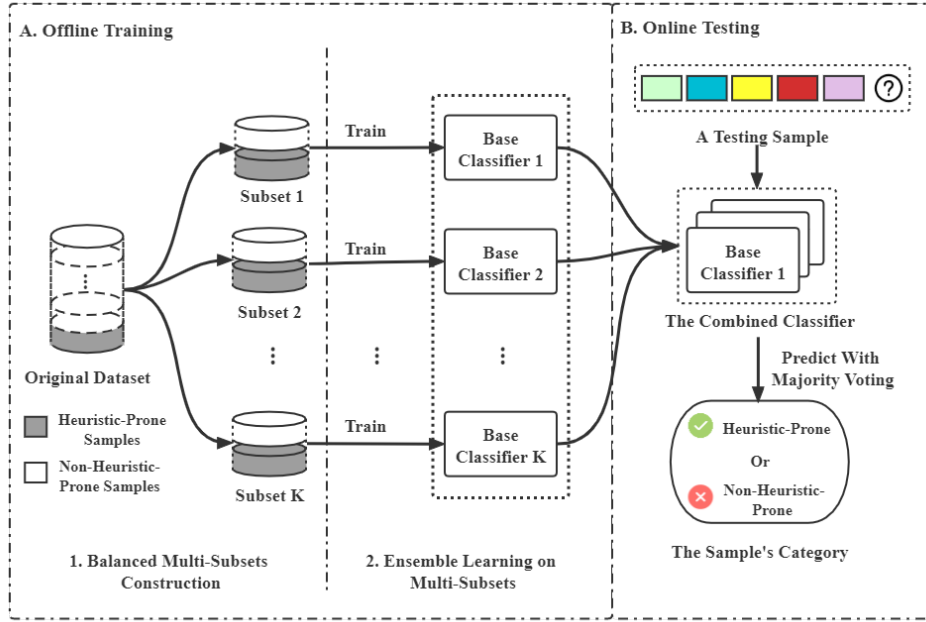 A. Offline Training
B. Online Testing
?
A Testing Sample
Train
Base
Classifier 1
Subset 1
Train
Base
Classifier 2
Subset 2
Base
Classifier 1
The Combined Classifier
Original Dataset
Predict With
Majority Voting
Heuristic-Prone
Samples
Non-Heuristic-
Prone Samples
Train
Base
Classifier K
Subset K
Heuristic-Prone
Or
Non-Heuristic-
Prone
The Sample's Category
1. Balanced Multi-Subsets
Construction
2. Ensemble Learning on
Multi-Subsets